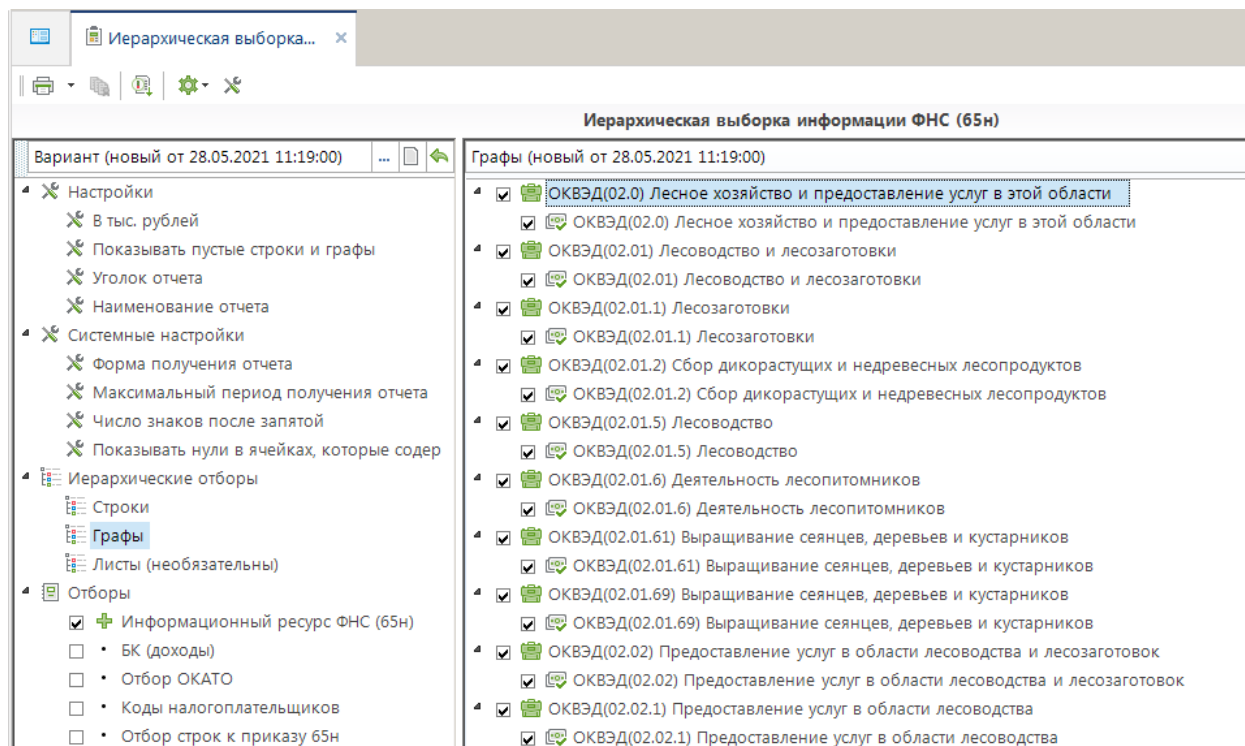 Иерархическая выборка...
Иерархическая выборка информации ФНС (65н)
Вариант (новый от 28.05.2021 11:19:00) ...
Настройки
В тыс. рублей
Показывать пустые строки и графы
Уголок отчета
Наименование отчета
Системные настройки
Форма получения отчета
Максимальный период получения отчета
Число знаков после запятой
Показывать нули в ячейках, которые содер
Иерархические отборы
Строки
Графы
Листы (необязательны)
Отборы
Информационный ресурс ФНС (65н)
БК (доходы)
Отбор ОКАТО
Коды налогоплательщиков
Отбор строк к приказу 65н
Графы (новый от 28.05.2021 11:19:00)
ОКВЭД(02.0) Лесное хозяйство и предоставление услуг в этой области
ОКВЭД(02.0) Лесное хозяйство и предоставление услуг в этой области
ОКВЭД(02.01) Лесоводство и лесозаготовки
ОКВЭД(02.01) Лесоводство и лесозаготовки
ОКВЭД(02.01.1) Лесозаготовки
ОКВЭД(02.01.1) Лесозаготовки
ОКВЭД(02.01.2) Сбор дикорастущих и недревесных лесопродуктов
ОКВЭД(02.01.2) Сбор дикорастущих и недревесных лесопродуктов
ОКВЭД(02.01.5) Лесоводство
ОКВЭД(02.01.5) Лесоводство
ОКВЭД(02.01.6) Деятельность лесопитомников
ОКВЭД(02.01.6) Деятельность лесопитомников
ОКВЭД(02.01.61) Выращивание сеянцев, деревьев и кустарников
ОКВЭД(02.01.61) Выращивание сеянцев, деревьев и кустарников
ОКВЭД(02.01.69) Выращивание сеянцев, деревьев и кустарников
ОКВЭД(02.01.69) Выращивание сеянцев, деревьев и кустарников
ОКВЭД(02.02) Предоставление услуг в области лесоводства и лесозаготовок
ОКВЭД(02.02) Предоставление услуг в области лесоводства и лесозаготовок
ОКВЭД(02.02.1) Предоставление услуг в области лесоводства
ОКВЭД(02.02.1) Предоставление услуг в области лесоводства